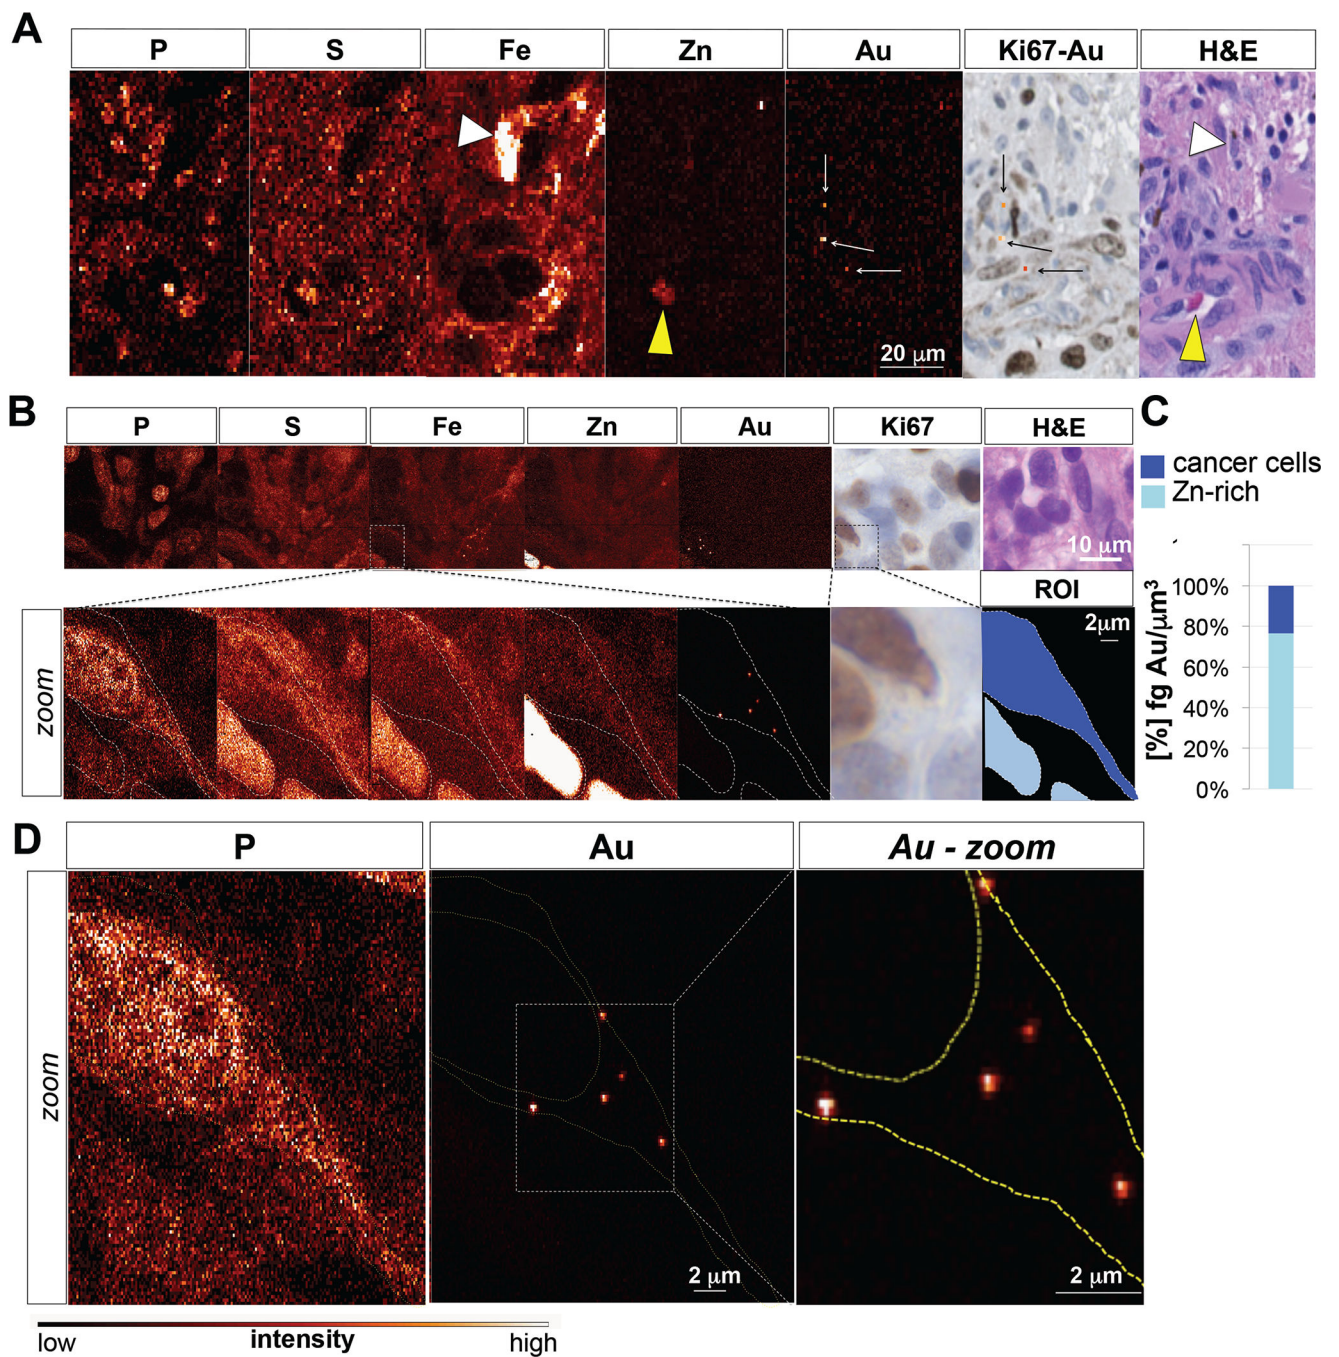 A
P S Fe Zn Au Ki67-Au H&E
20 μm
B
P S Fe Zn Au Ki67 H&E
10 μm
zoom
ROI
2μm
C
cancer cells
Zn-rich
[%] fg Au/μm³
100%
80%
60%
40%
20%
0%
D
P Au Au - zoom
zoom
2 μm
2 μm
low intensity high